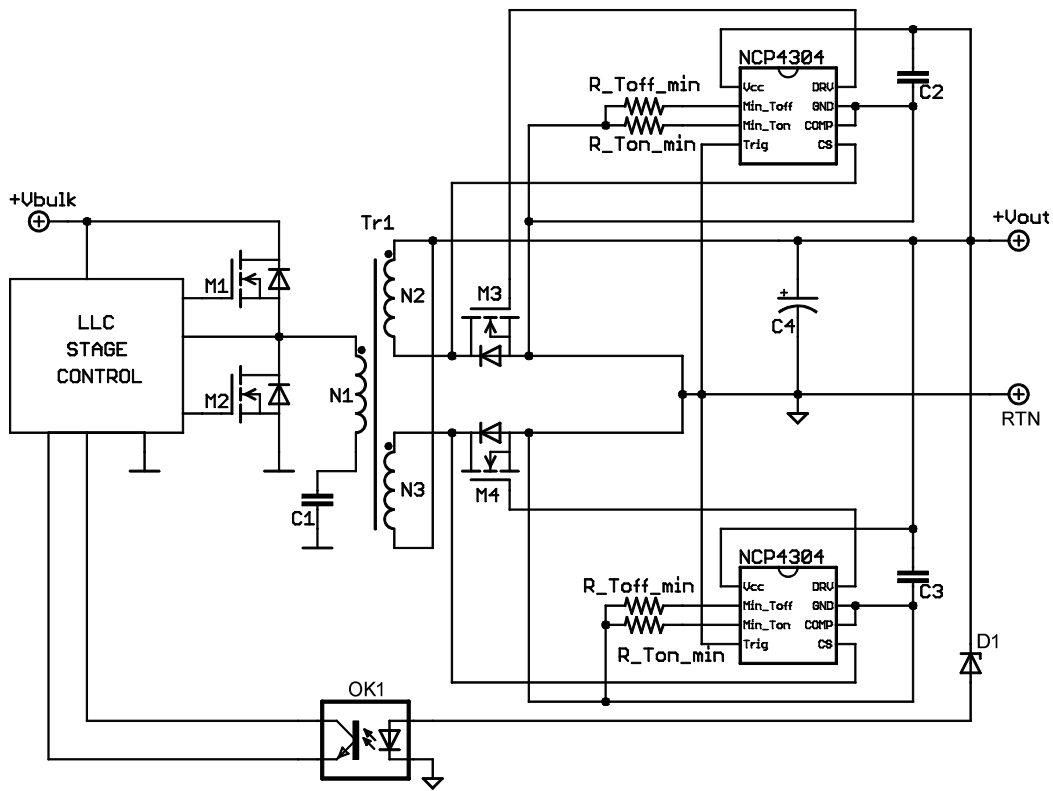 NCP4304
R_Toff_min
R_Ton_min
Vcc
Min_Toff
Min_Ton
Trig
DRV
GND
COMP
CS
C2
+Vbulk
+Vout
Tr1
M1
N2
M3
+
C4
LLC
STAGE
CONTROL
M2
N1
RTN
N3
M4
C1
NCP4304
R_Toff_min
R_Ton_min
Vcc
Min_Toff
Min_Ton
Trig
DRV
GND
COMP
CS
C3
D1
OK1